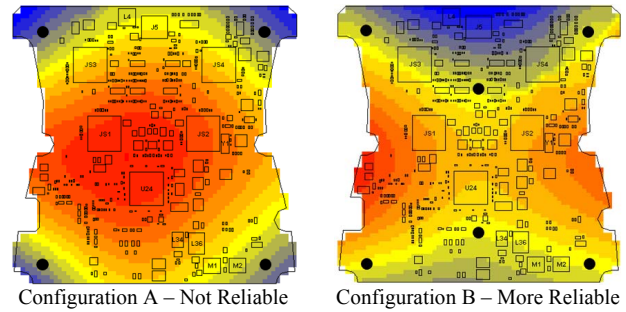 L4
J5
JS3 JS4
JS1 JS2
U24
L34 L36
M1 M2
Configuration A – Not Reliable
JS3 JS4
JS1 JS2
U24
L34 L36
M1 M2
Configuration B – More Reliable